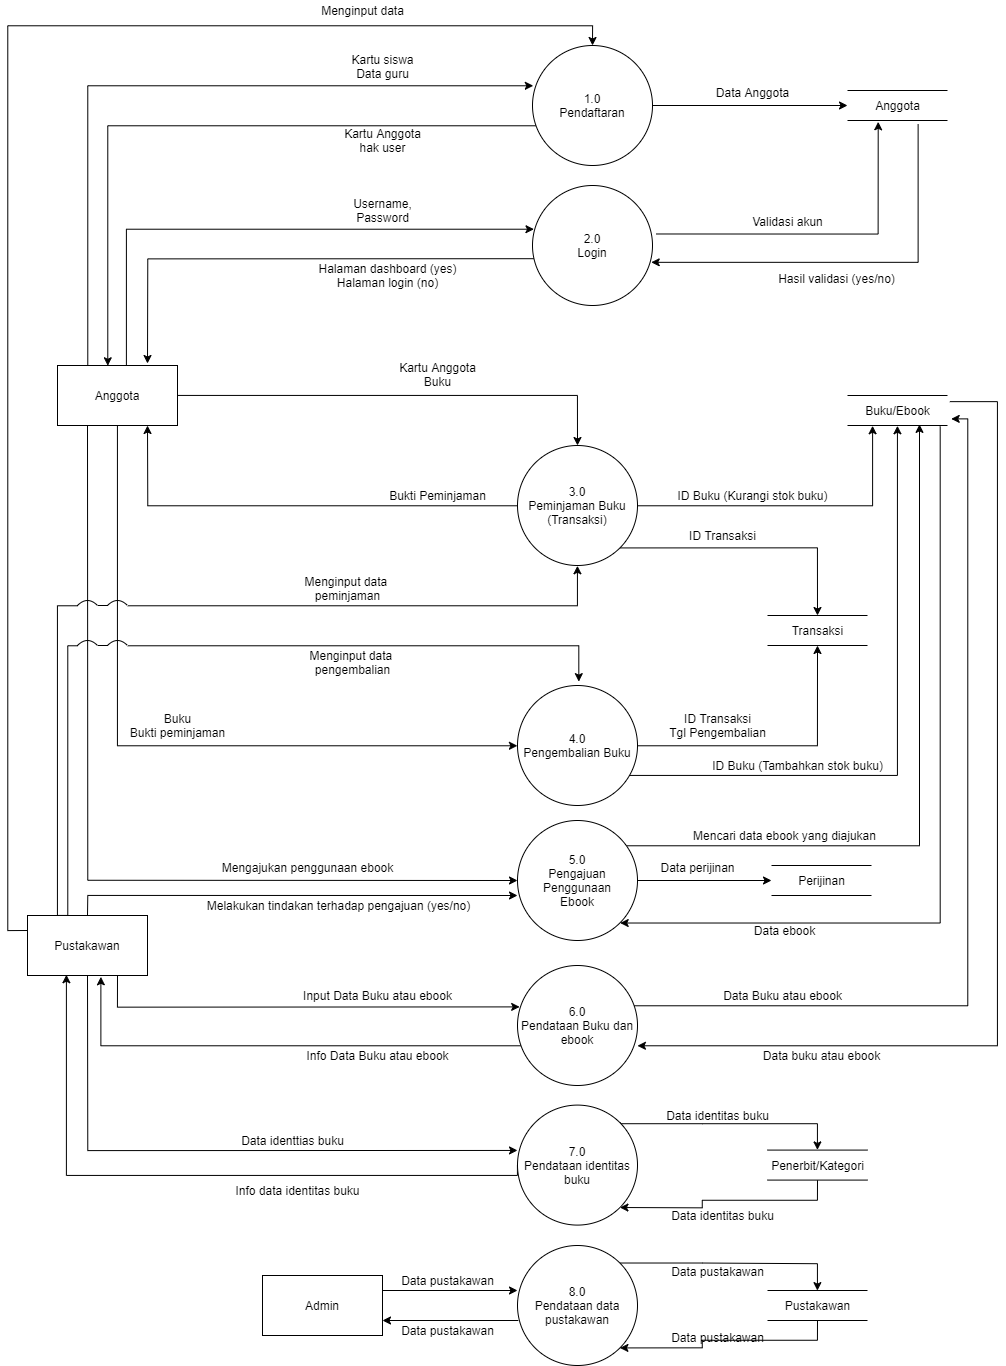 Menginput data
Kartu siswa
Data guru
1.0
Pendaftaran
Data Anggota
Anggota
Kartu Anggota
hak user
Username,
Password
2.0
Login
Validasi akun
Halaman dashboard (yes)
Halaman login (no)
Hasil validasi (yes/no)
Anggota
Kartu Anggota
Buku
Buku/Ebook
Bukti Peminjaman
3.0
Peminjaman Buku
(Transaksi)
ID Buku (Kurangi stok buku)
ID Transaksi
Menginput data
peminjaman
Transaksi
Menginput data
pengembalian
Buku
Bukti peminjaman
4.0
Pengembalian Buku
ID Transaksi
Tgl Pengembalian
ID Buku (Tambahkan stok buku)
Mencari data ebook yang diajukan
Mengajukan penggunaan ebook
5.0
Pengajuan
Penggunaan
Ebook
Data perijinan
Perijinan
Melakukan tindakan terhadap pengajuan (yes/no)
Data ebook
Pustakawan
Input Data Buku atau ebook
6.0
Pendataan Buku dan
ebook
Data Buku atau ebook
Info Data Buku atau ebook
Data buku atau ebook
Data identtias buku
7.0
Pendataan identitas
buku
Data identitas buku
Penerbit/Kategori
Info data identitas buku
Data identitas buku
Admin
Data pustakawan
8.0
Pendataan data
pustakawan
Data pustakawan
Pustakawan
Data pustakawan
Data pustakawan